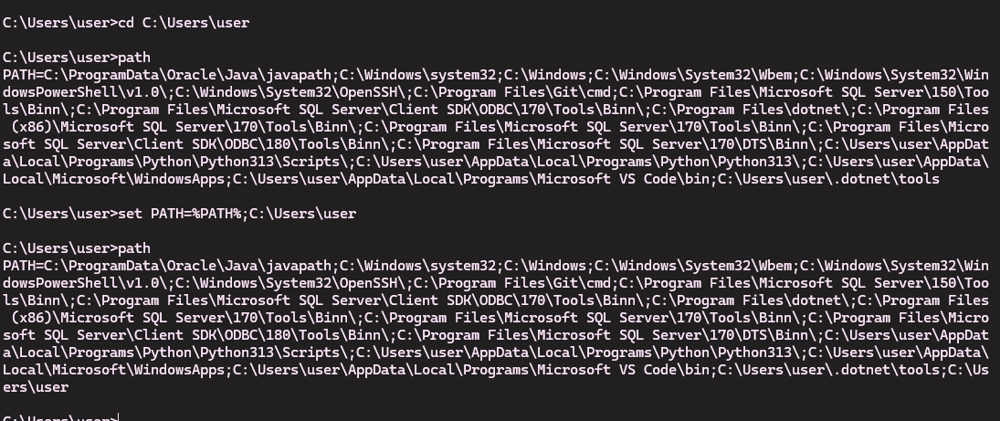 C:\Users\user>cd C:\Users\user
C:\Users\user>path
PATH=C:\ProgramData\Oracle\Java\javapath;C:\Windows\system32;C:\Windows;C:\Windows\System32\Wbem;C:\Windows\System32\Win
dowsPowerShell\v1.0\;C:\Windows\System32\OpenSSH\;C:\Program Files\Git\cmd;C:\Program Files\Microsoft SQL Server\150\Too
ls\Binn\;C:\Program Files\Microsoft SQL Server\Client SDK\ODBC\170\Tools\Binn\;C:\Program Files\dotnet\;C:\Program Files
 (x86)\Microsoft SQL Server\170\Tools\Binn\;C:\Program Files\Microsoft SQL Server\170\Tools\Binn\;C:\Program Files\Micro
soft SQL Server\Client SDK\ODBC\180\Tools\Binn\;C:\Program Files\Microsoft SQL Server\170\DTS\Binn\;C:\Users\user\AppDat
a\Local\Programs\Python\Python313\Scripts\;C:\Users\user\AppData\Local\Programs\Python\Python313\;C:\Users\user\AppData\
Local\Microsoft\WindowsApps;C:\Users\user\AppData\Local\Programs\Microsoft VS Code\bin;C:\Users\user\.dotnet\tools
C:\Users\user>set PATH=%PATH%;C:\Users\user
C:\Users\user>path
PATH=C:\ProgramData\Oracle\Java\javapath;C:\Windows\system32;C:\Windows;C:\Windows\System32\Wbem;C:\Windows\System32\Win
dowsPowerShell\v1.0\;C:\Windows\System32\OpenSSH\;C:\Program Files\Git\cmd;C:\Program Files\Microsoft SQL Server\150\Too
ls\Binn\;C:\Program Files\Microsoft SQL Server\Client SDK\ODBC\170\Tools\Binn\;C:\Program Files\dotnet\;C:\Program Files
 (x86)\Microsoft SQL Server\170\Tools\Binn\;C:\Program Files\Microsoft SQL Server\170\Tools\Binn\;C:\Program Files\Micro
soft SQL Server\Client SDK\ODBC\180\Tools\Binn\;C:\Program Files\Microsoft SQL Server\170\DTS\Binn\;C:\Users\user\AppDat
a\Local\Programs\Python\Python313\Scripts\;C:\Users\user\AppData\Local\Programs\Python\Python313\;C:\Users\user\AppData\
Local\Microsoft\WindowsApps;C:\Users\user\AppData\Local\Programs\Microsoft VS Code\bin;C:\Users\user\.dotnet\tools;C:\Us
ers\user
C:\Users\user>